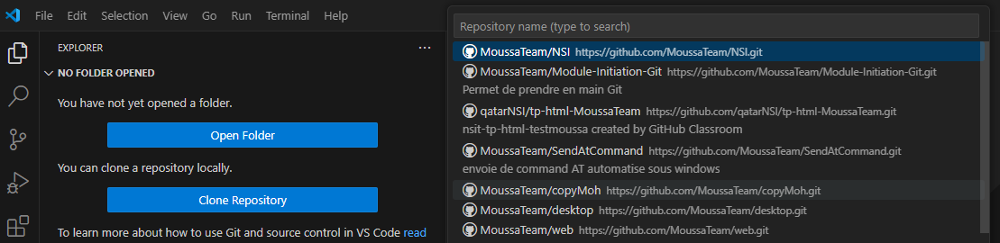 File Edit Selection View Go Run Terminal Help
EXPLORER
NO FOLDER OPENED
You have not yet opened a folder.
Open Folder
You can clone a repository locally.
Clone Repository
To learn more about how to use Git and source control in VS Code read
Repository name (type to search)
MoussaTeam/NSI https://github.com/MoussaTeam/NSI.git
MoussaTeam/Module-Initiation-Git https://github.com/MoussaTeam/Module-Initiation-Git.git
Permet de prendre en main Git
qatarNSI/tp-html-MoussaTeam https://github.com/qatarNSI/tp-html-MoussaTeam.git
nsit-tp-html-testmoussa created by GitHub Classroom
MoussaTeam/SendAtCommand https://github.com/MoussaTeam/SendAtCommand.git
envoie de command AT automatise sous windows
MoussaTeam/copyMoh https://github.com/MoussaTeam/copyMoh.git
MoussaTeam/desktop https://github.com/MoussaTeam/desktop.git
MoussaTeam/web https://github.com/MoussaTeam/web.git